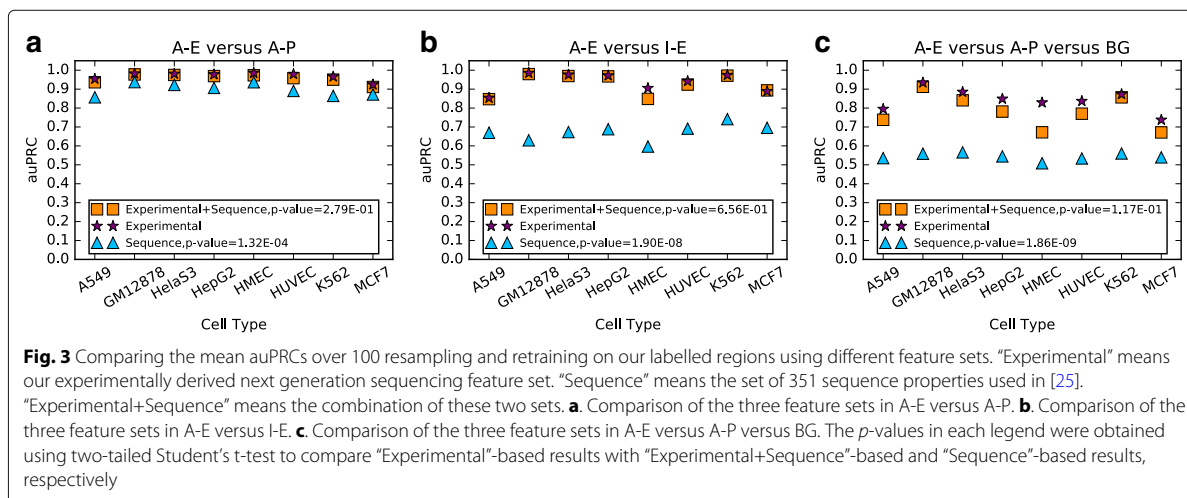 a
A-E versus A-P
auPRC
1.0
0.9
0.8
0.7
0.6
0.5
0.4
0.3
0.2
0.1
0.0
Experimental+Sequence,p-value=2.79E-01
Experimental
Sequence,p-value=1.32E-04
A549
GM12878
HelaS3
HepG2
HMEC
HUVEC
K562
MCF7
Cell Type
b
A-E versus I-E
auPRC
1.0
0.9
0.8
0.7
0.6
0.5
0.4
0.3
0.2
0.1
0.0
Experimental+Sequence,p-value=6.56E-01
Experimental
Sequence,p-value=1.90E-08
A549
GM12878
HelaS3
HepG2
HMEC
HUVEC
K562
MCF7
Cell Type
c
A-E versus A-P versus BG
auPRC
1.0
0.9
0.8
0.7
0.6
0.5
0.4
0.3
0.2
0.1
0.0
Experimental+Sequence,p-value=1.17E-01
Experimental
Sequence,p-value=1.86E-09
A549
GM12878
HelaS3
HepG2
HMEC
HUVEC
K562
MCF7
Cell Type
Fig. 3 Comparing the mean auPRCs over 100 resampling and retraining on our labelled regions using different feature sets. “Experimental” means
our experimentally derived next generation sequencing feature set. “Sequence” means the set of 351 sequence properties used in [25].
“Experimental+Sequence” means the combination of these two sets. a. Comparison of the three feature sets in A-E versus A-P. b. Comparison of the
three feature sets in A-E versus I-E. c. Comparison of the three feature sets in A-E versus A-P versus BG. The p-values in each legend were obtained
using two-tailed Student’s t-test to compare “Experimental”-based results with “Experimental+Sequence”-based and “Sequence”-based results,
respectively